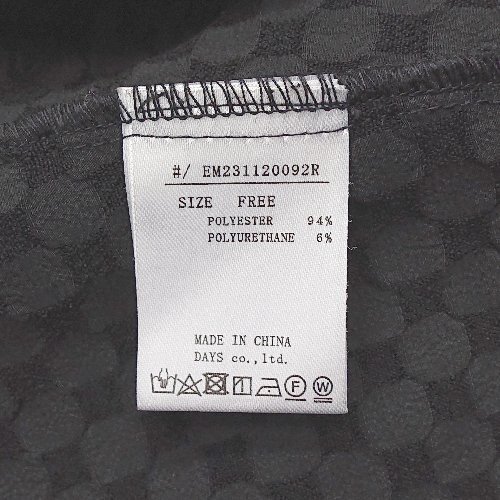 #/ EM231120092R
SIZE FREE
POLYESTER 94%
POLYURETHANE 6%
MADE IN CHINA
DAYS co.,ltd.
F W